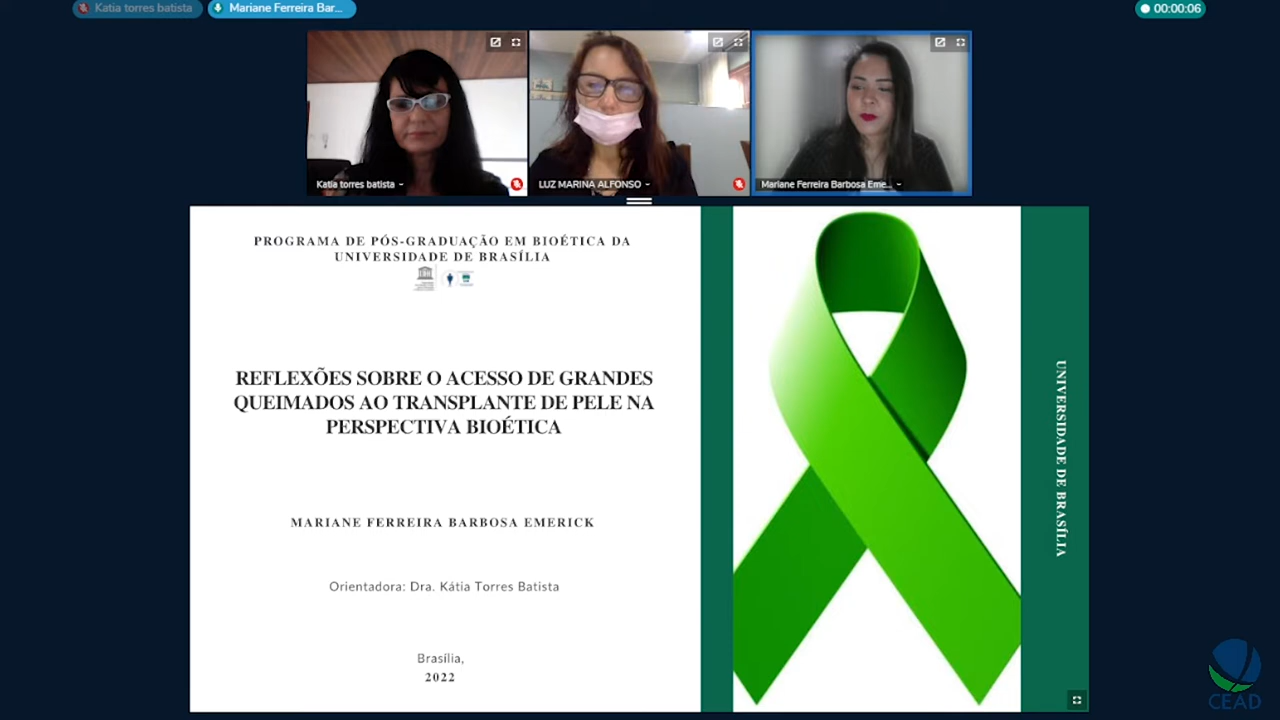 Katia torres batista
Mariane Ferreira Bar...
00:00:06
Katia torres batista
LUZ MARINA ALFONSO
Mariane Ferreira Barbosa Eme...
PROGRAMA DE PÓS-GRADUAÇÃO EM BIOÉTICA DA
UNIVERSIDADE DE BRASÍLIA
REFLEXÕES SOBRE O ACESSO DE GRANDES
QUEIMADOS AO TRANSPLANTE DE PELE NA
PERSPECTIVA BIOÉTICA
MARIANE FERREIRA BARBOSA EMERICK
Orientadora: Dra. Kátia Torres Batista
Brasília,
2022
UNIVERSIDADE DE BRASÍLIA
CEAD